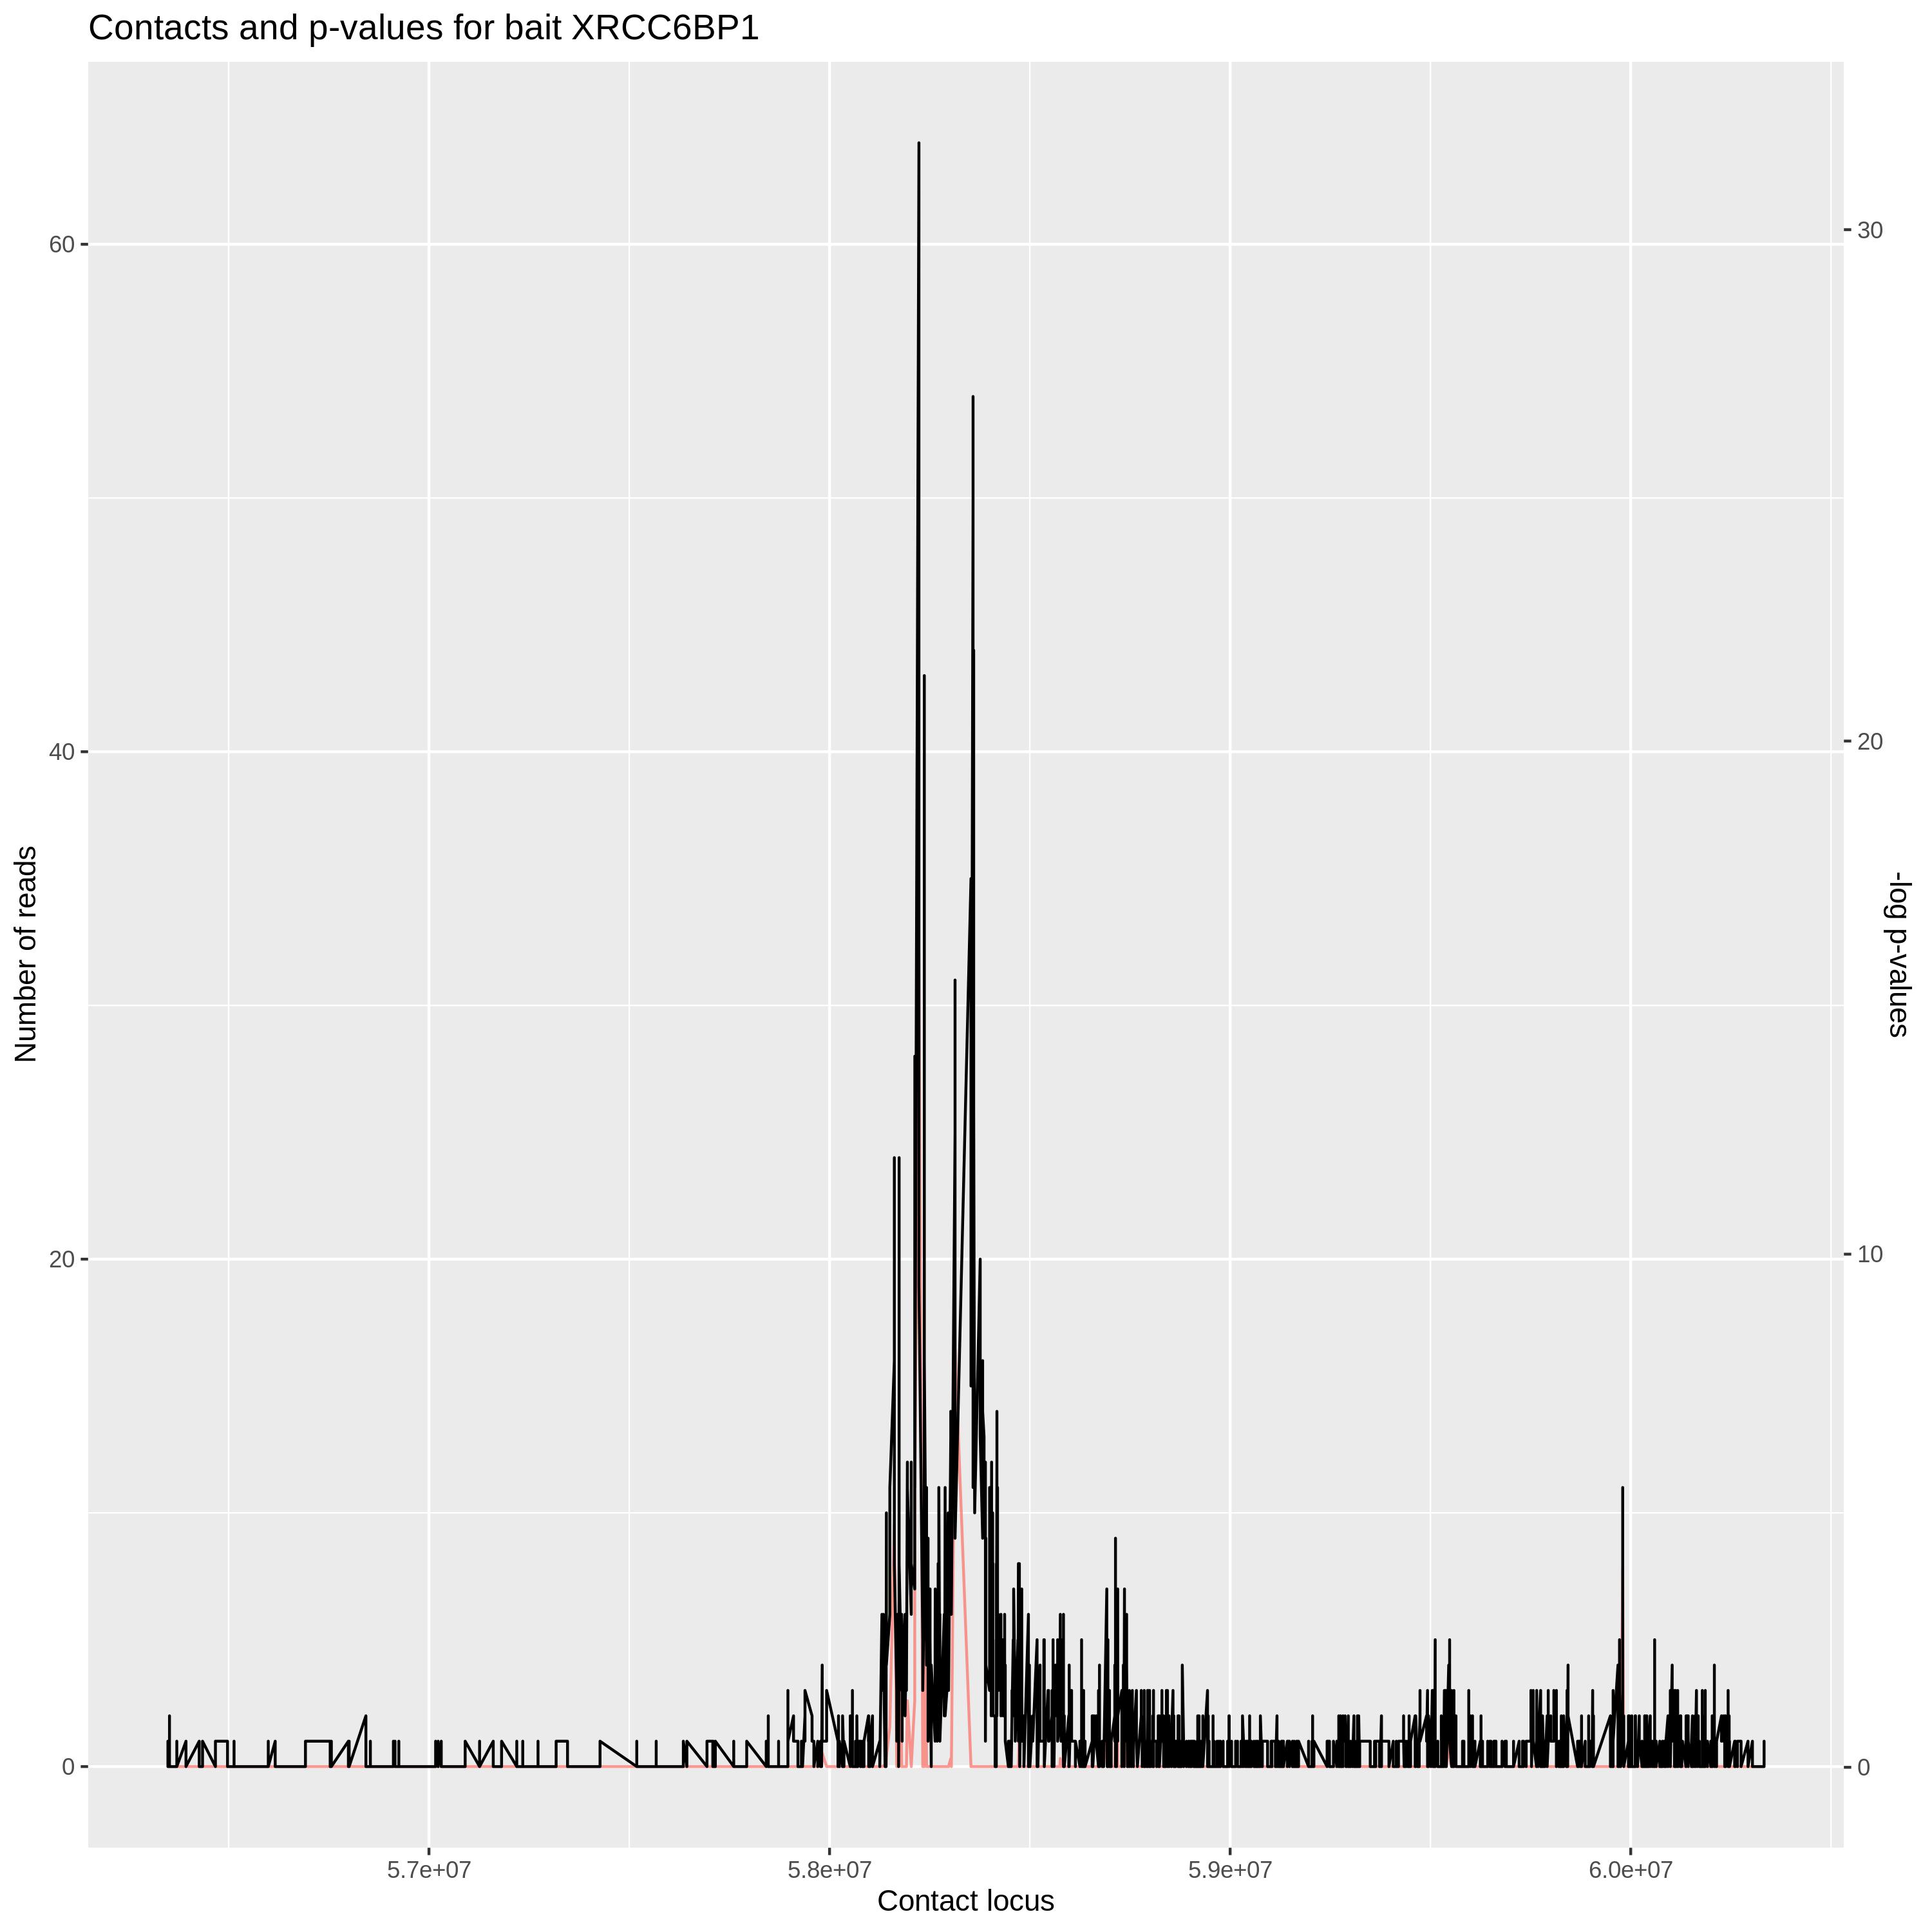 Contacts and p-values for bait XRCC6BP1
60
40
20
0
Number of reads
30
20
10
0
-log p-values
5.7e+07
5.8e+07
5.9e+07
6.0e+07
Contact locus